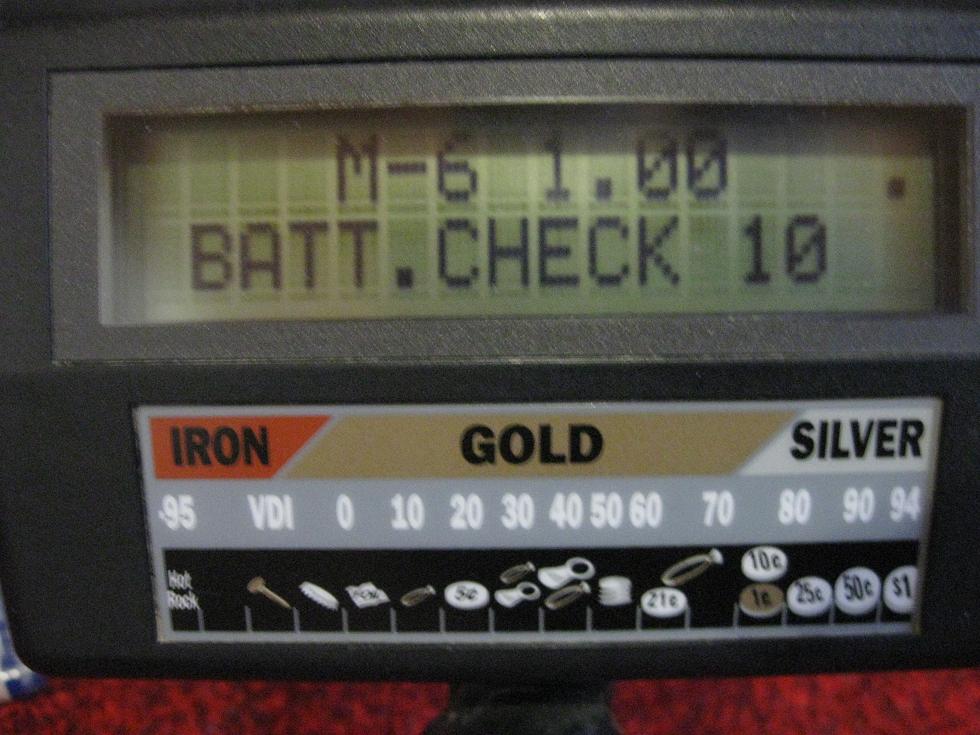 M-6 1.00
BATT.CHECK 10
IRON GOLD SILVER
-95 VDI 0 10 20 30 40 50 60 70 80 90 94
Hot
Rock
10¢
5¢ 21¢ 1¢ 25¢ 50¢ $1